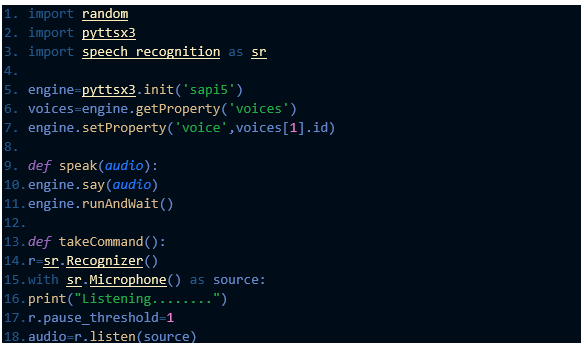 1. import random
2. import pyttsx3
3. import speech_recognition as sr
4.
5. engine=pyttsx3.init('sapi5')
6. voices=engine.getProperty('voices')
7. engine.setProperty('voice',voices[1].id)
8.
9. def speak(audio):
10. engine.say(audio)
11. engine.runAndWait()
12.
13. def takeCommand():
14. r=sr.Recognizer()
15. with sr.Microphone() as source:
16. print("Listening........")
17. r.pause_threshold=1
18. audio=r.listen(source)